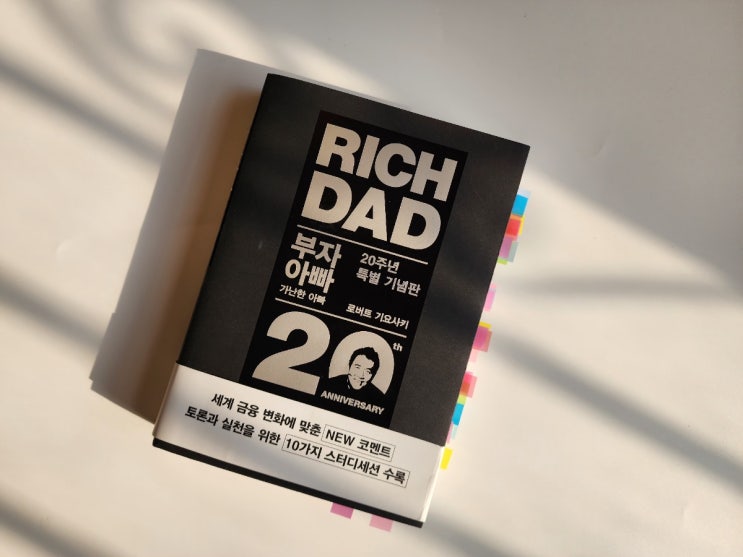 RICH
DAD
부자
아빠
가난한 아빠
20주년
특별 기념판
로버트 기요사키
20th
ANNIVERSARY
세계 금융 변화에 맞춘 NEW 코멘트
토론과 실천을 위한 10가지 스터디세션 수록